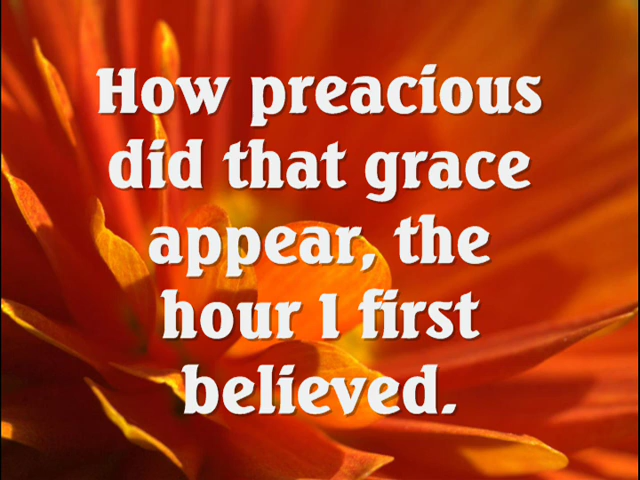 How preacious
did that grace
appear, the
hour I first
believed.